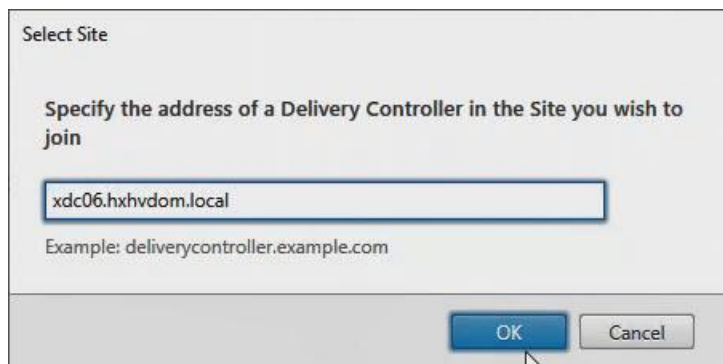 Select Site
Specify the address of a Delivery Controller in the Site you wish to
join
xdc06.hxhvdom.local
Example: deliverycontroller.example.com
OK Cancel